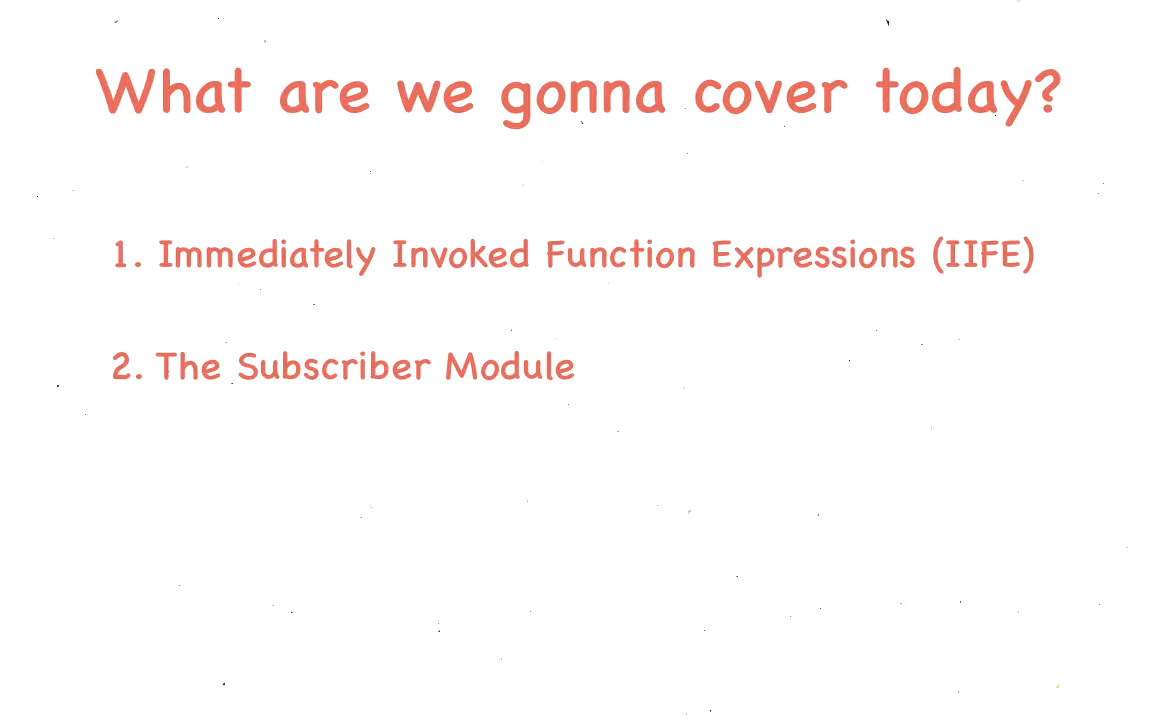 What are we gonna cover today?
1. Immediately Invoked Function Expressions (IIFE)
2. The Subscriber Module